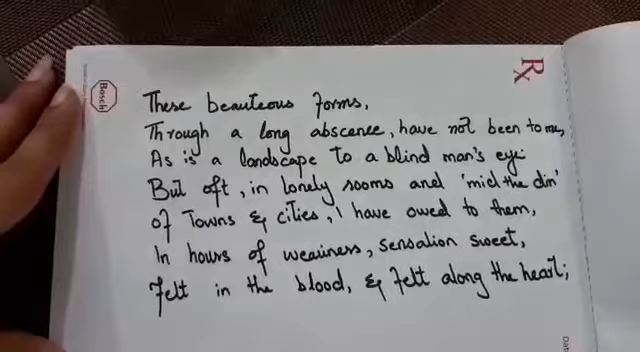 Bosch
Rx
These beauteous forms,
Through a long abscence, have not been to me,
As is a landscape to a blind man's eye:
But oft, in lonely rooms and 'mid the din'
of Towns & cities, I have owed to them,
In hours of weariness, sensation sweet,
Felt in the blood, & felt along the heart;
Dat